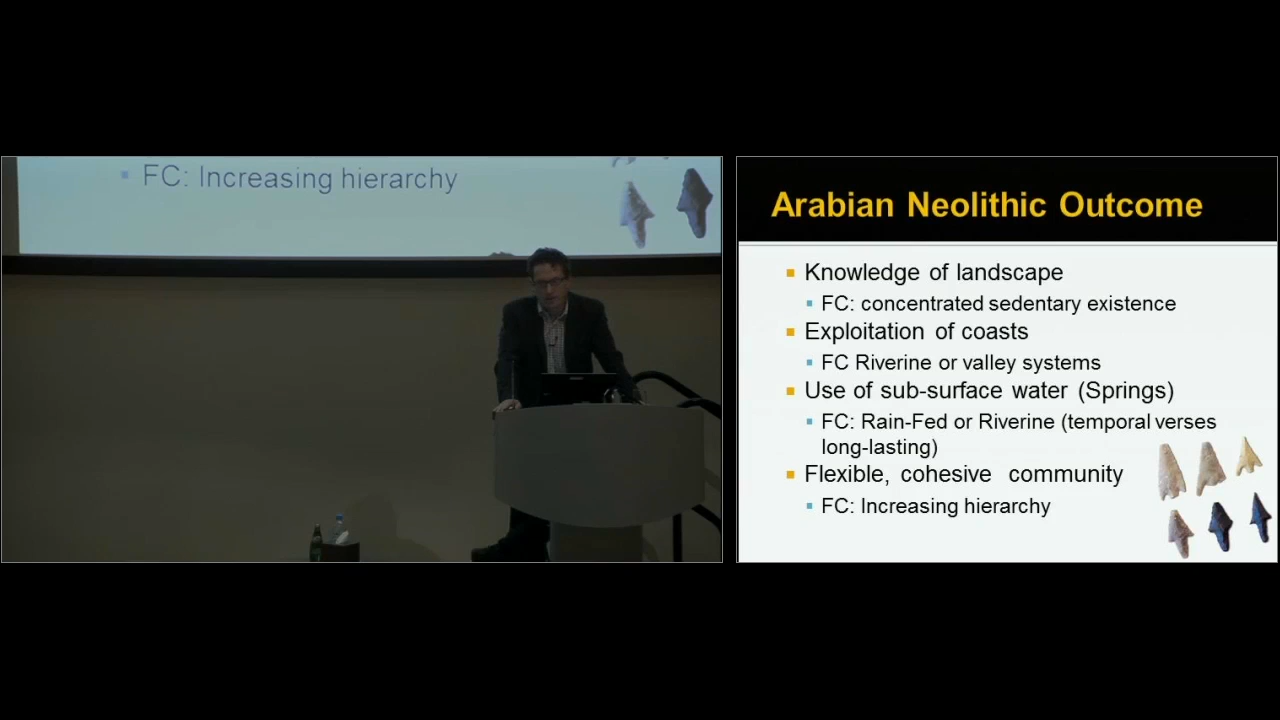 FC: Increasing hierarchy
Arabian Neolithic Outcome
Knowledge of landscape
FC: concentrated sedentary existence
Exploitation of coasts
FC Riverine or valley systems
Use of sub-surface water (Springs)
FC: Rain-Fed or Riverine (temporal verses
long-lasting)
Flexible, cohesive community
FC: Increasing hierarchy